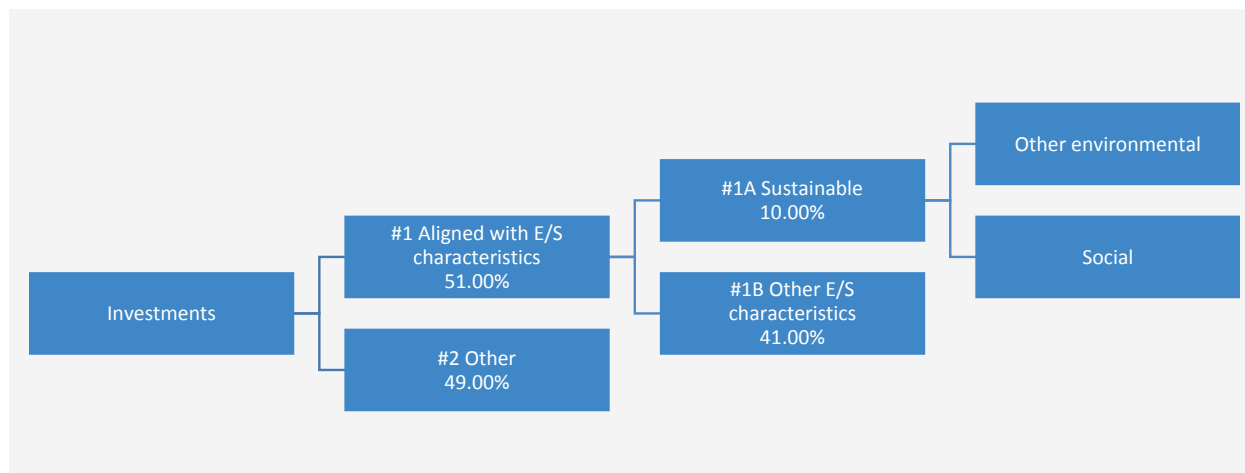 Investments
#1 Aligned with E/S
characteristics
51.00%
#2 Other
49.00%
#1A Sustainable
10.00%
#1B Other E/S
characteristics
41.00%
Other environmental
Social